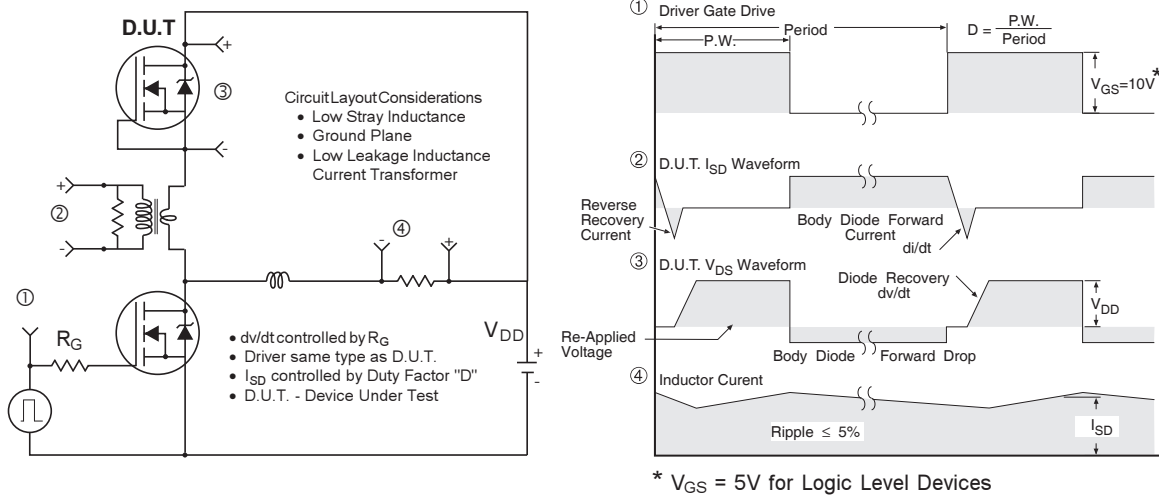 D.U.T
+
③
-
Circuit Layout Considerations
• Low Stray Inductance
• Ground Plane
• Low Leakage Inductance
Current Transformer
+
②
-
④
-
+
①
R_G
V_DD
+
-
• dv/dt controlled by R_G
• Driver same type as D.U.T.
• I_SD controlled by Duty Factor "D"
• D.U.T. - Device Under Test
① Driver Gate Drive
P.W.
Period
D = P.W. / Period
V_GS=10V *
② D.U.T. I_SD Waveform
Reverse
Recovery
Current
Body Diode Forward
Current
di/dt
③ D.U.T. V_DS Waveform
Diode Recovery
dv/dt
V_DD
Re-Applied
Voltage
Body Diode Forward Drop
④ Inductor Curent
Ripple ≤ 5%
I_SD
* V_GS = 5V for Logic Level Devices